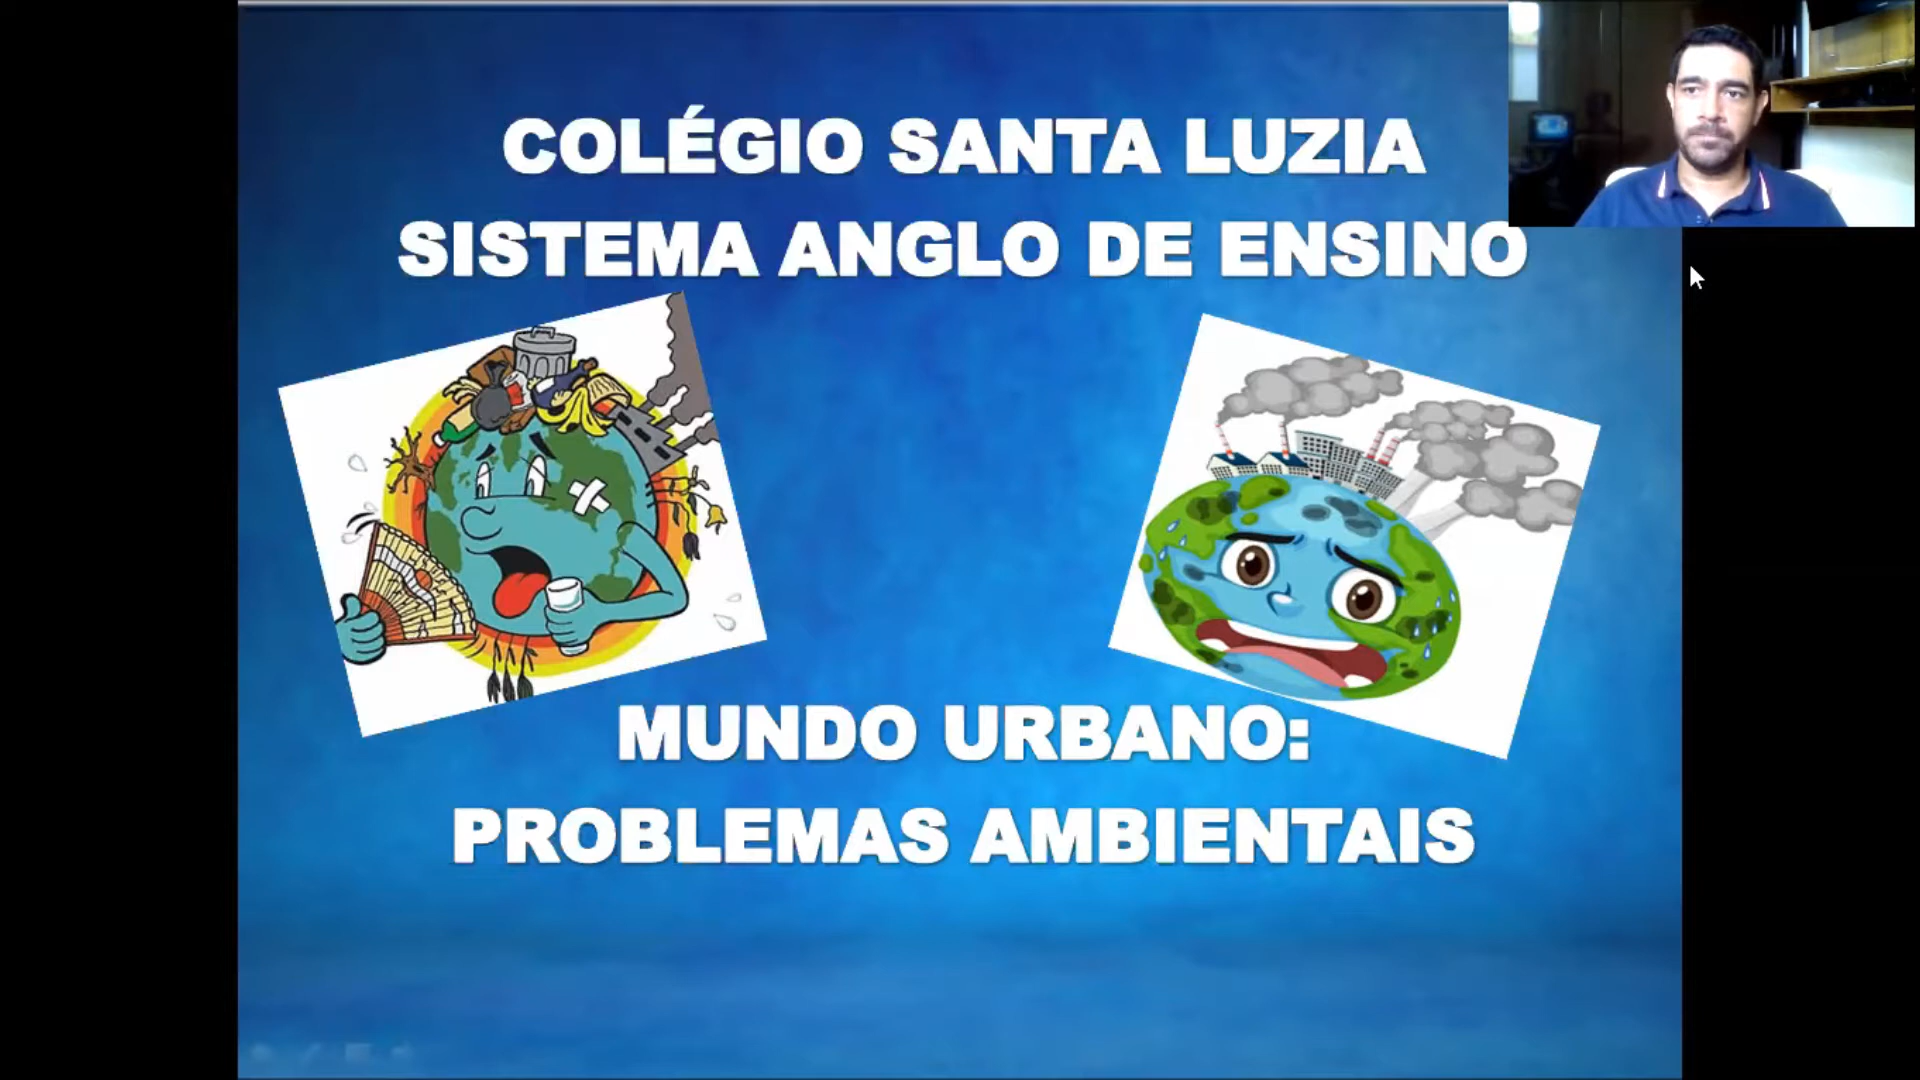 COLÉGIO SANTA LUZIA
SISTEMA ANGLO DE ENSINO
MUNDO URBANO:
PROBLEMAS AMBIENTAIS